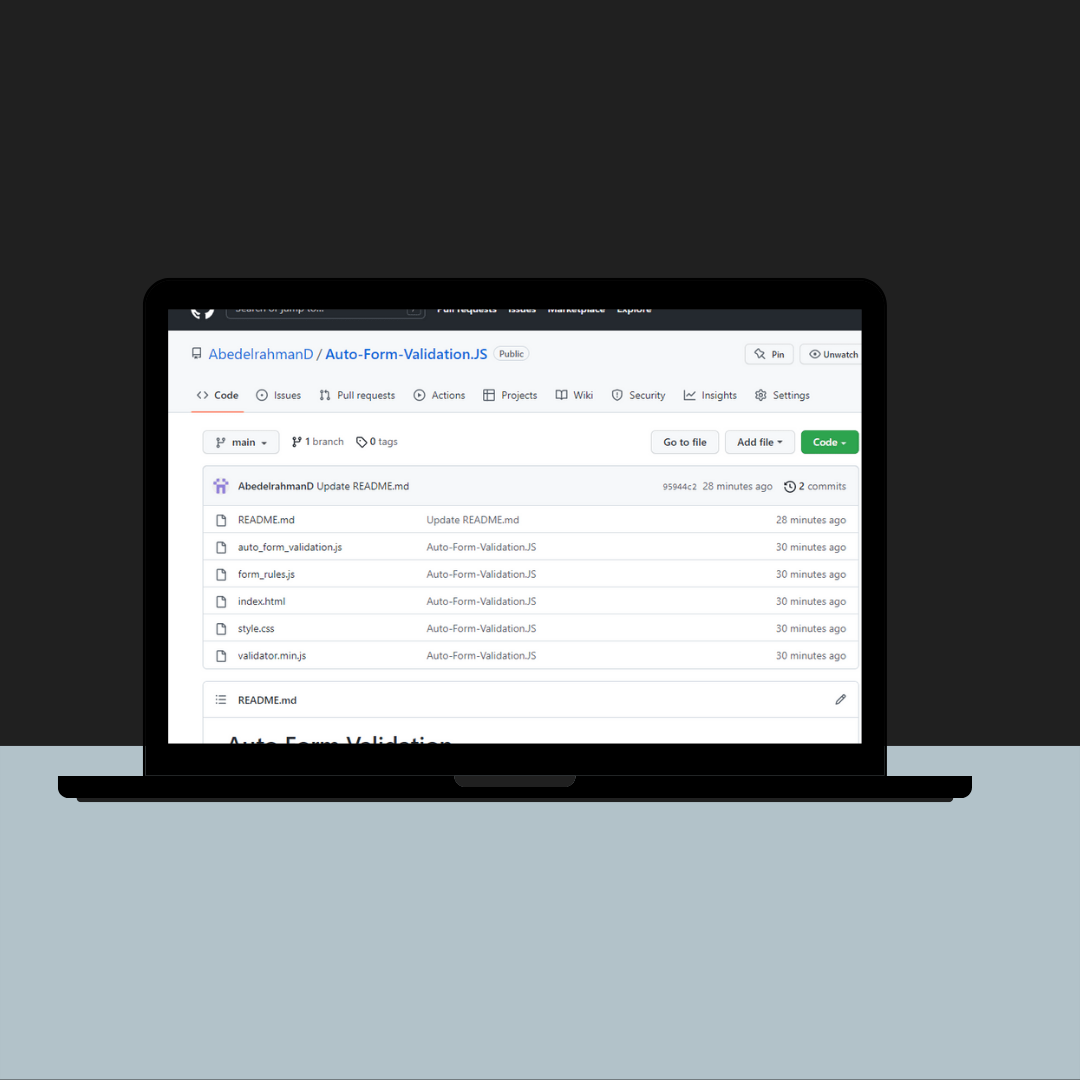 Search or jump to... /
Pull requests Issues Marketplace Explore
AbedelrahmanD / Auto-Form-Validation.JS Public
Pin Unwatch
Code Issues Pull requests Actions Projects Wiki Security Insights Settings
main 1 branch 0 tags Go to file Add file Code
AbedelrahmanD Update README.md 95944c2 28 minutes ago 2 commits
README.md Update README.md 28 minutes ago
auto_form_validation.js Auto-Form-Validation.JS 30 minutes ago
form_rules.js Auto-Form-Validation.JS 30 minutes ago
index.html Auto-Form-Validation.JS 30 minutes ago
style.css Auto-Form-Validation.JS 30 minutes ago
validator.min.js Auto-Form-Validation.JS 30 minutes ago
README.md
Auto Form Validation